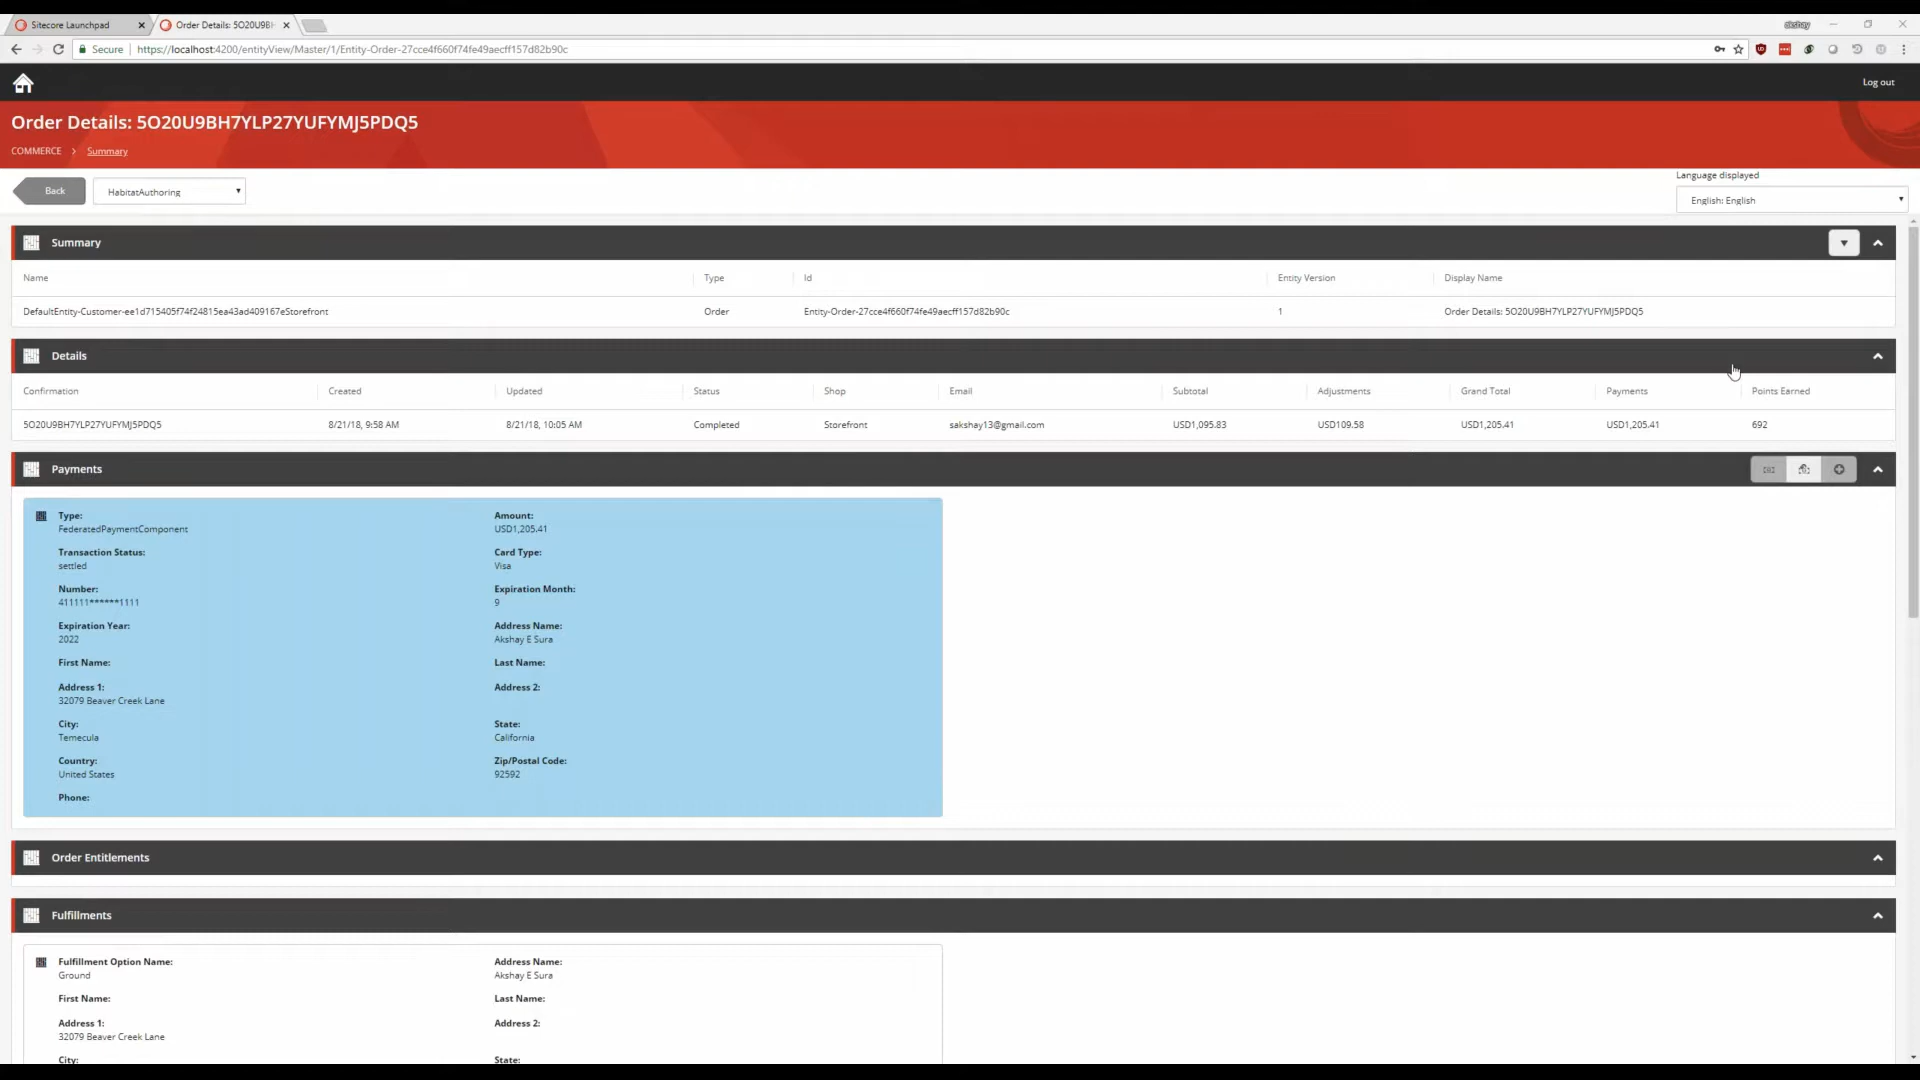 Sitecore Launchpad
Order Details: 5O20U9BH
akshay
Secure
https://localhost:4200/entityView/Master/1/Entity-Order-27cce4f660f74fe49aecff157d82b90c
Log out
Order Details: 5O20U9BH7YLP27YUFYMJ5PDQ5
COMMERCE > Summary
Language displayed
Back
HabitatAuthoring
English: English
Summary
Name Type Id Entity Version Display Name
DefaultEntity-Customer-ee1d715405f74f24815ea43ad409167eStorefront Order Entity-Order-27cce4f660f74fe49aecff157d82b90c 1 Order Details: 5O20U9BH7YLP27YUFYMJ5PDQ5
Details
Confirmation Created Updated Status Shop Email Subtotal Adjustments Grand Total Payments Points Earned
5O20U9BH7YLP27YUFYMJ5PDQ5 8/21/18, 9:58 AM 8/21/18, 10:05 AM Completed Storefront sakshay13@gmail.com USD1,095.83 USD109.58 USD1,205.41 USD1,205.41 692
Payments
Type: Amount:
FederatedPaymentComponent USD1,205.41
Transaction Status: Card Type:
settled Visa
Number: Expiration Month:
411111******1111 9
Expiration Year: Address Name:
2022 Akshay E Sura
First Name: Last Name:
Address 1: Address 2:
32079 Beaver Creek Lane
City: State:
Temecula California
Country: Zip/Postal Code:
United States 92592
Phone:
Order Entitlements
Fulfillments
Fulfillment Option Name: Address Name:
Ground Akshay E Sura
First Name: Last Name:
Address 1: Address 2:
32079 Beaver Creek Lane
City: State: